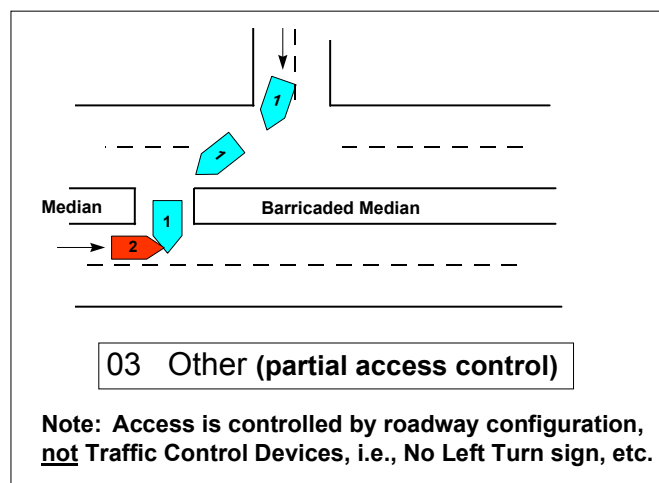 1
1
Median
1
Barricaded Median
2
03 Other (partial access control)
Note: Access is controlled by roadway configuration,
not Traffic Control Devices, i.e., No Left Turn sign, etc.